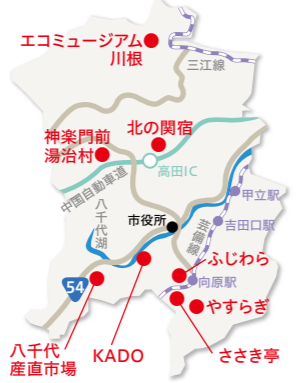 エコミュージアム
川根
三江線
神楽門前
湯治村
北の関宿
高田IC
中国自動車道
八千代湖
市役所
芸備線
甲立駅
吉田口駅
ふじわら
向原駅
54
やすらぎ
八千代
産直市場
KADO
ささき亭